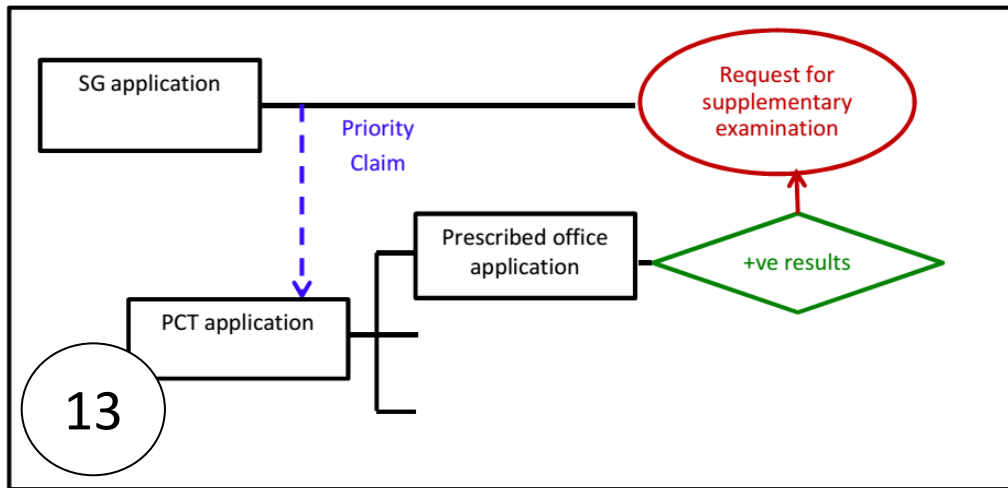 SG application
Request for
supplementary
examination
Priority
Claim
Prescribed office
application
+ve results
PCT application
13